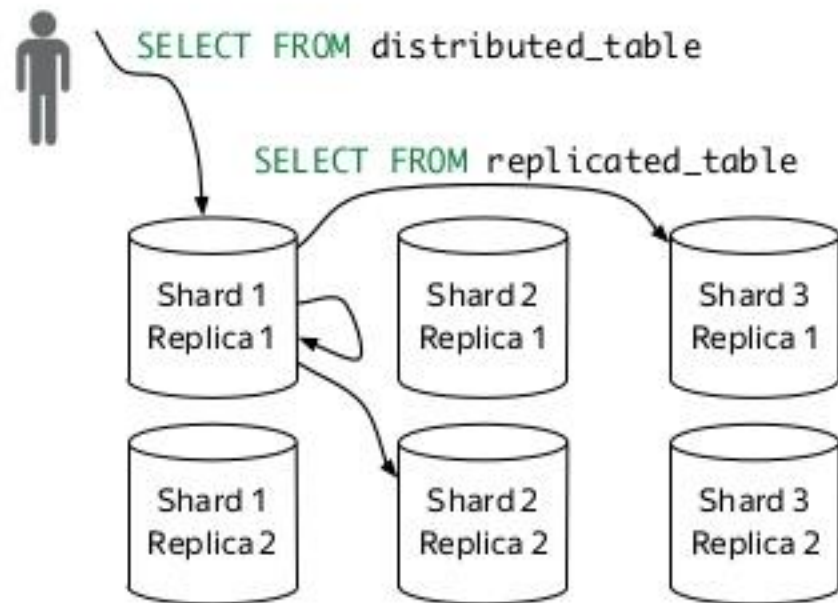 SELECT FROM distributed_table
SELECT FROM replicated_table
Shard 1
Replica 1
Shard 2
Replica 1
Shard 3
Replica 1
Shard 1
Replica 2
Shard 2
Replica 2
Shard 3
Replica 2